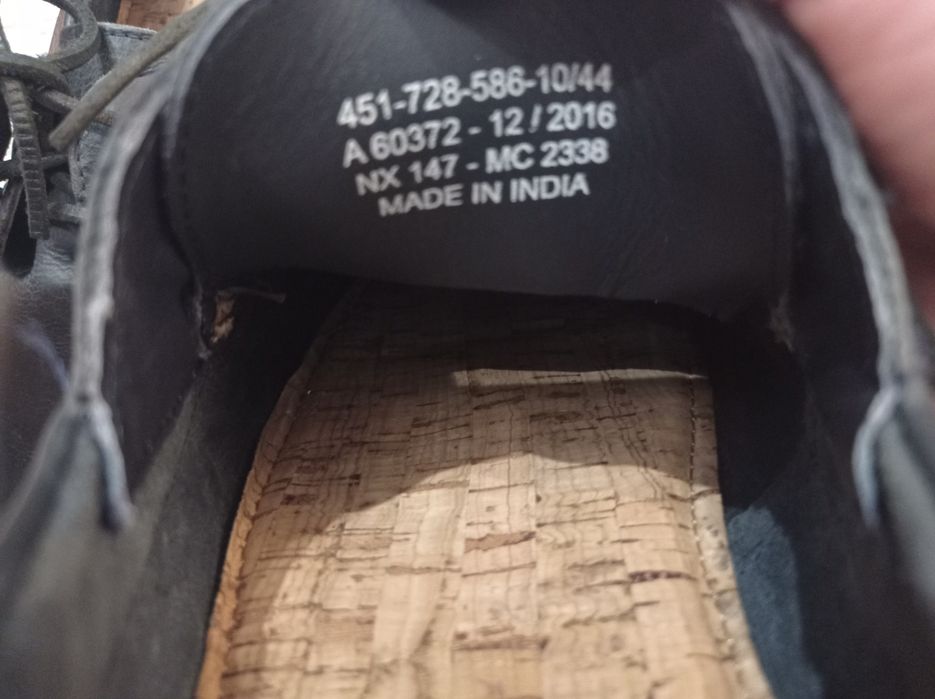 451-728-586-10/44
A 60372 - 12 / 2016
NX 147 - MC 2338
MADE IN INDIA